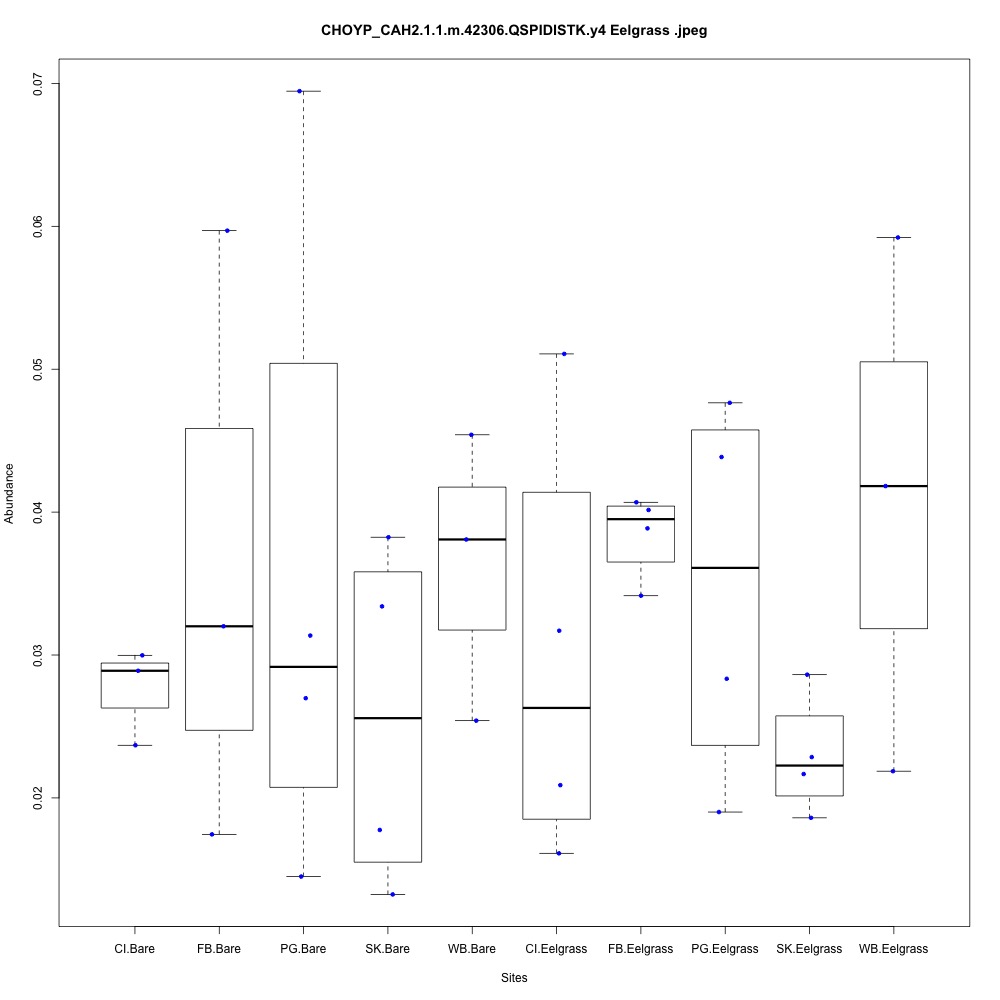 CHOYP_CAH2.1.1.m.42306.QSPIDISTK.y4 Eelgrass .jpeg
0.07
0.06
0.05
0.04
0.03
0.02
Abundance
CI.Bare FB.Bare PG.Bare SK.Bare WB.Bare CI.Eelgrass FB.Eelgrass PG.Eelgrass SK.Eelgrass WB.Eelgrass
Sites